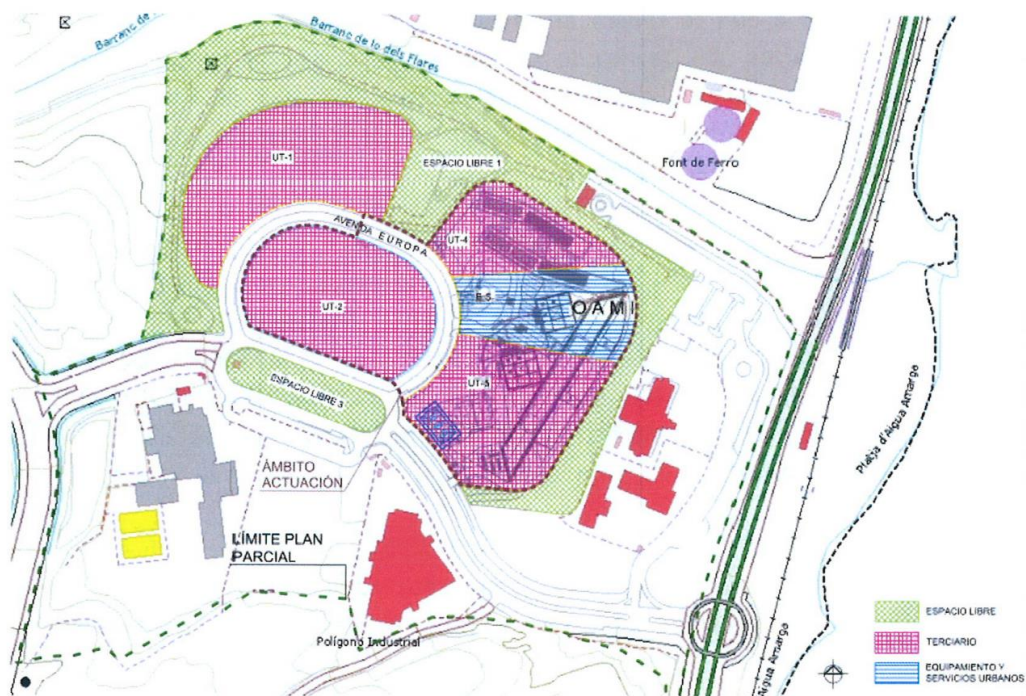 Barranc de
Barranc de lo dels Flares
UT-1
ESPACIO LIBRE 1
Font de Ferro
AVENIDA EUROPA
UT-4
UT-2
OAMI
UT-5
ESPACIO LIBRE 3
Platja d'Aigua Amarga
ÁMBITO
ACTUACIÓN
LÍMITE PLAN
PARCIAL
Polígono Industrial
Aigua Amarga
ESPACIO LIBRE
TERCIARIO
EQUIPAMIENTO Y
SERVICIOS URBANOS